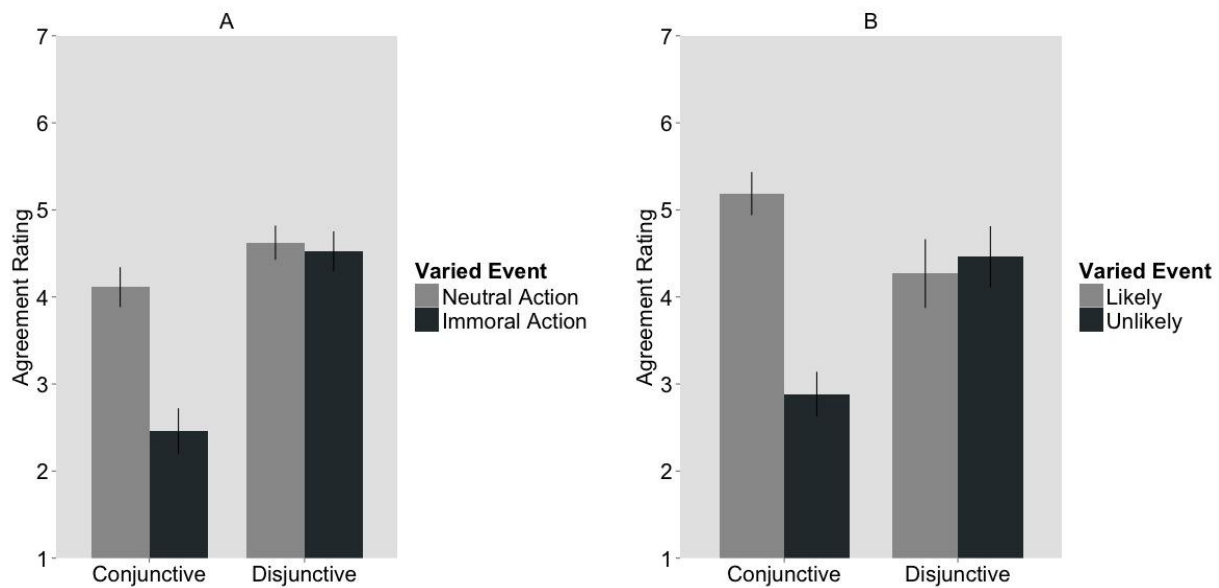 A
7
6
5
4
3
2
1
Agreement Rating
Conjunctive
Disjunctive
Varied Event
Neutral Action
Immoral Action
B
7
6
5
4
3
2
1
Agreement Rating
Conjunctive
Disjunctive
Varied Event
Likely
Unlikely